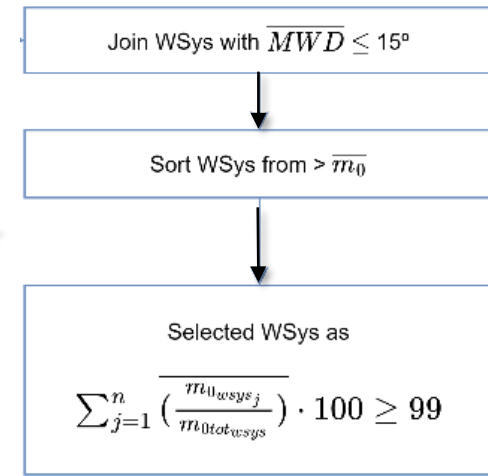 Join WSys with $\overline{MWD} \leq$ 15º
Sort WSys from > $\overline{m_0}$
Selected WSys as
$\sum_{j=1}^{n} \overline{(\frac{m_{0_{wsys_j}}}{m_{0tot_{wsys}}})} \cdot 100 \geq 99$